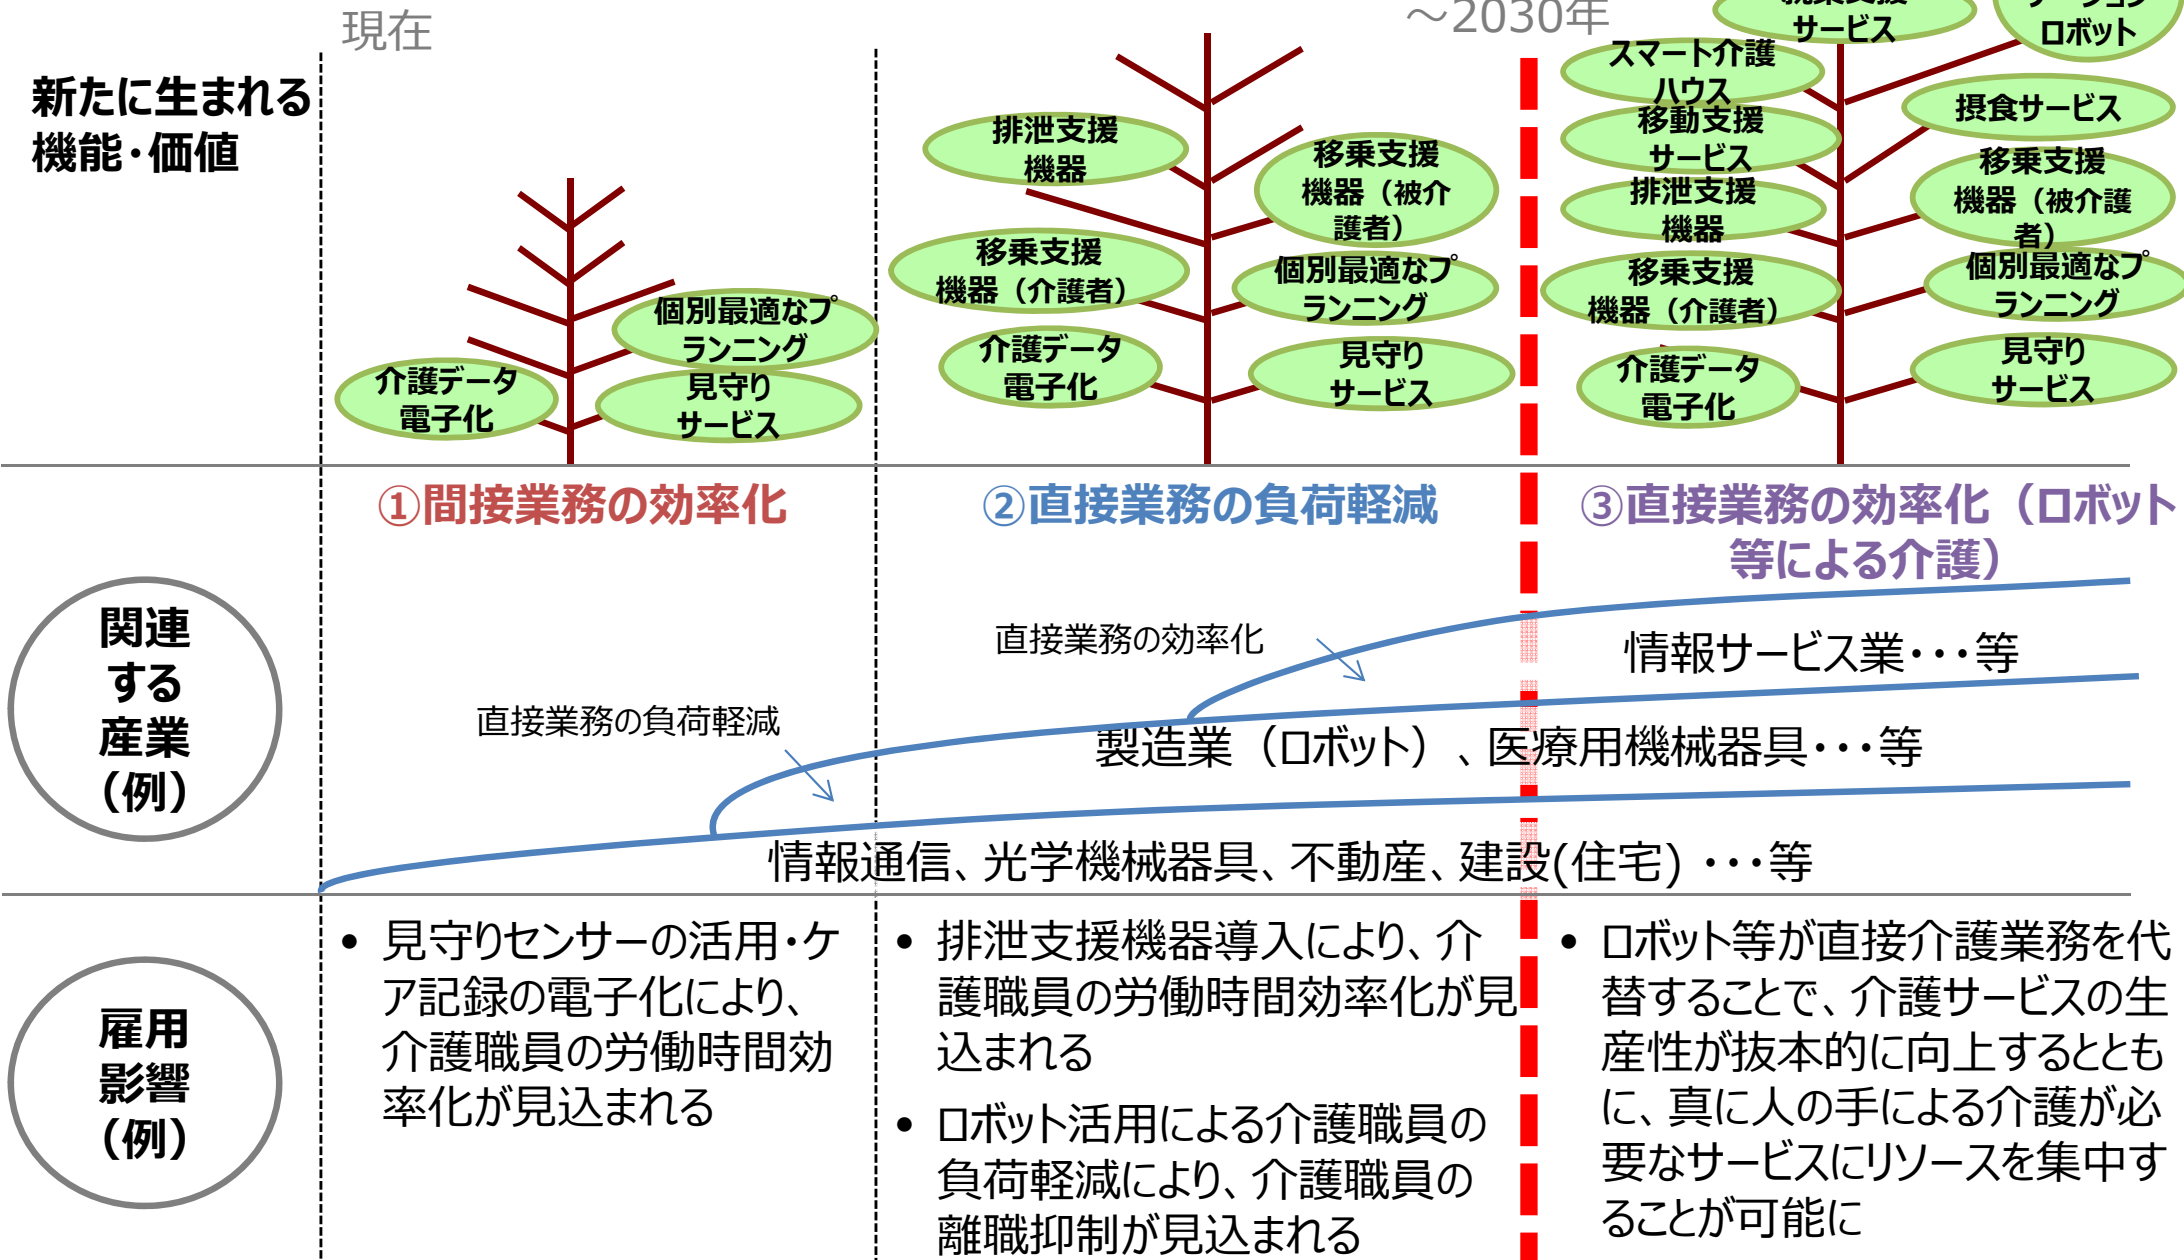 現在
～2030年
新たに生まれる
機能・価値
介護データ
電子化
個別最適なプ
ランニング
見守り
サービス
排泄支援
機器
移乗支援
機器（被介
護者）
移乗支援
機器（介護者）
個別最適なプ
ランニング
介護データ
電子化
見守り
サービス
サービス
ロボット
スマート介護
ハウス
摂食サービス
移動支援
サービス
移乗支援
機器（被介護
者）
排泄支援
機器
個別最適なプ
ランニング
移乗支援
機器（介護者）
見守り
サービス
介護データ
電子化
①間接業務の効率化
②直接業務の負荷軽減
③直接業務の効率化（ロボット
等による介護）
関連
する
産業
（例）
直接業務の負荷軽減
直接業務の効率化
情報サービス業・・・等
製造業（ロボット）、医療用機械器具・・・等
情報通信、光学機械器具、不動産、建設(住宅) ・・・等
雇用
影響
（例）
• 見守りセンサーの活用・ケ
ア記録の電子化により、
介護職員の労働時間効
率化が見込まれる
• 排泄支援機器導入により、介
護職員の労働時間効率化が見
込まれる
• ロボット活用による介護職員の
負荷軽減により、介護職員の
離職抑制が見込まれる
• ロボット等が直接介護業務を代
替することで、介護サービスの生
産性が抜本的に向上するととも
に、真に人の手による介護が必
要なサービスにリソースを集中す
ることが可能に